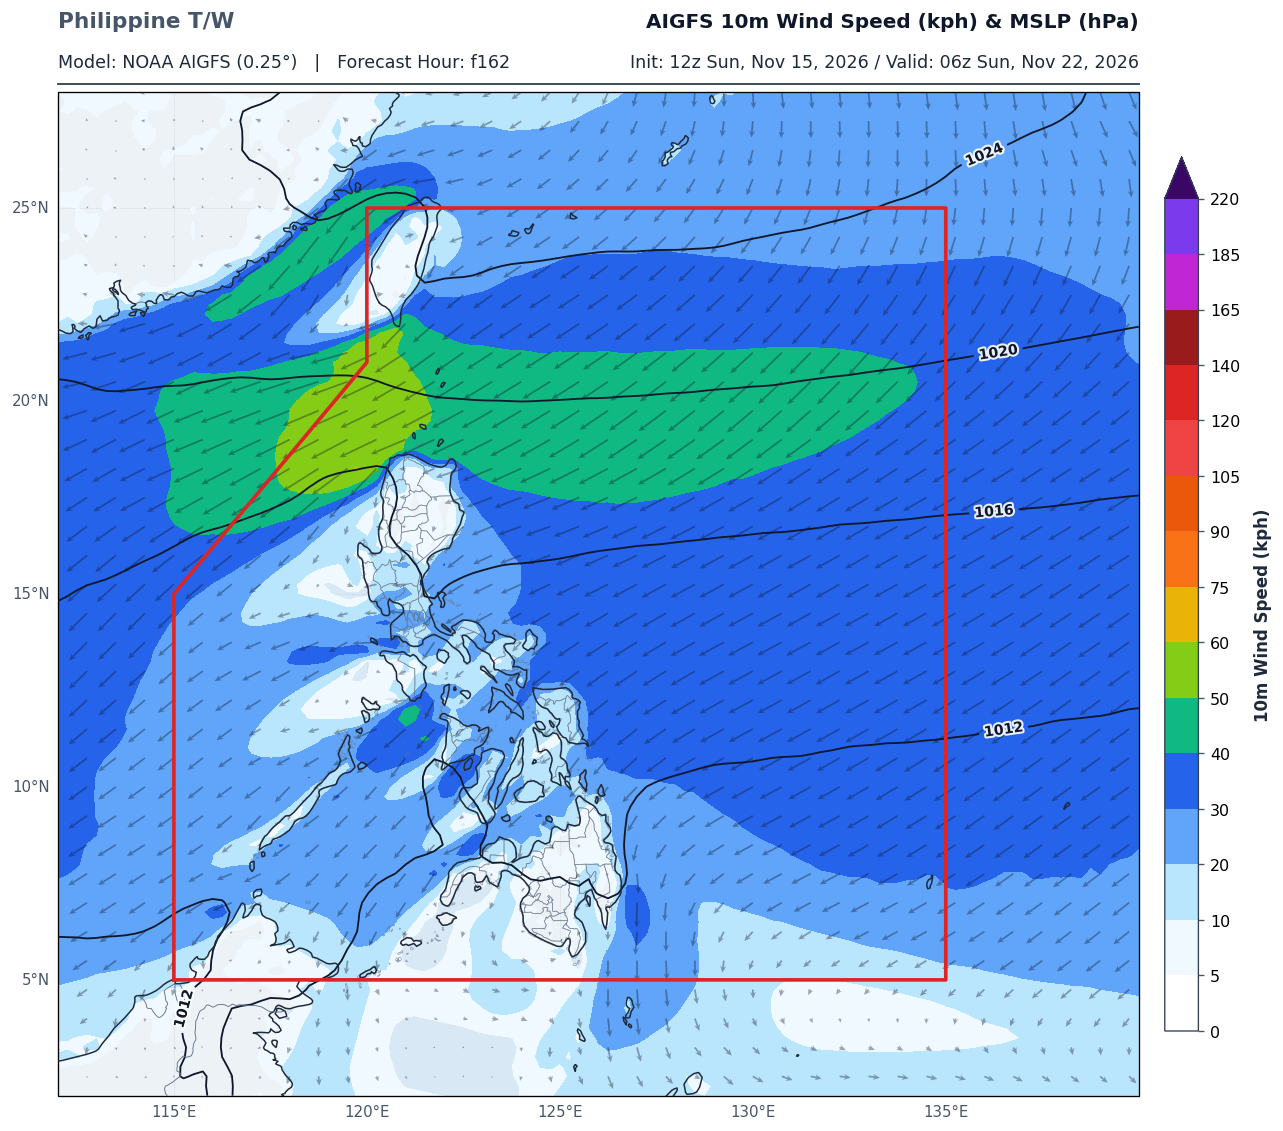 Philippine T/W
AIGFS 10m Wind Speed (kph) & MSLP (hPa)
Model: NOAA AIGFS (0.25°)   |   Forecast Hour: f162
Init: 12z Sun, Nov 15, 2026 / Valid: 06z Sun, Nov 22, 2026
1024
1020
1016
1012
1012
25°N
20°N
15°N
10°N
5°N
115°E
120°E
125°E
130°E
135°E
220
185
165
140
120
105
90
75
60
50
40
30
20
10
5
0
10m Wind Speed (kph)